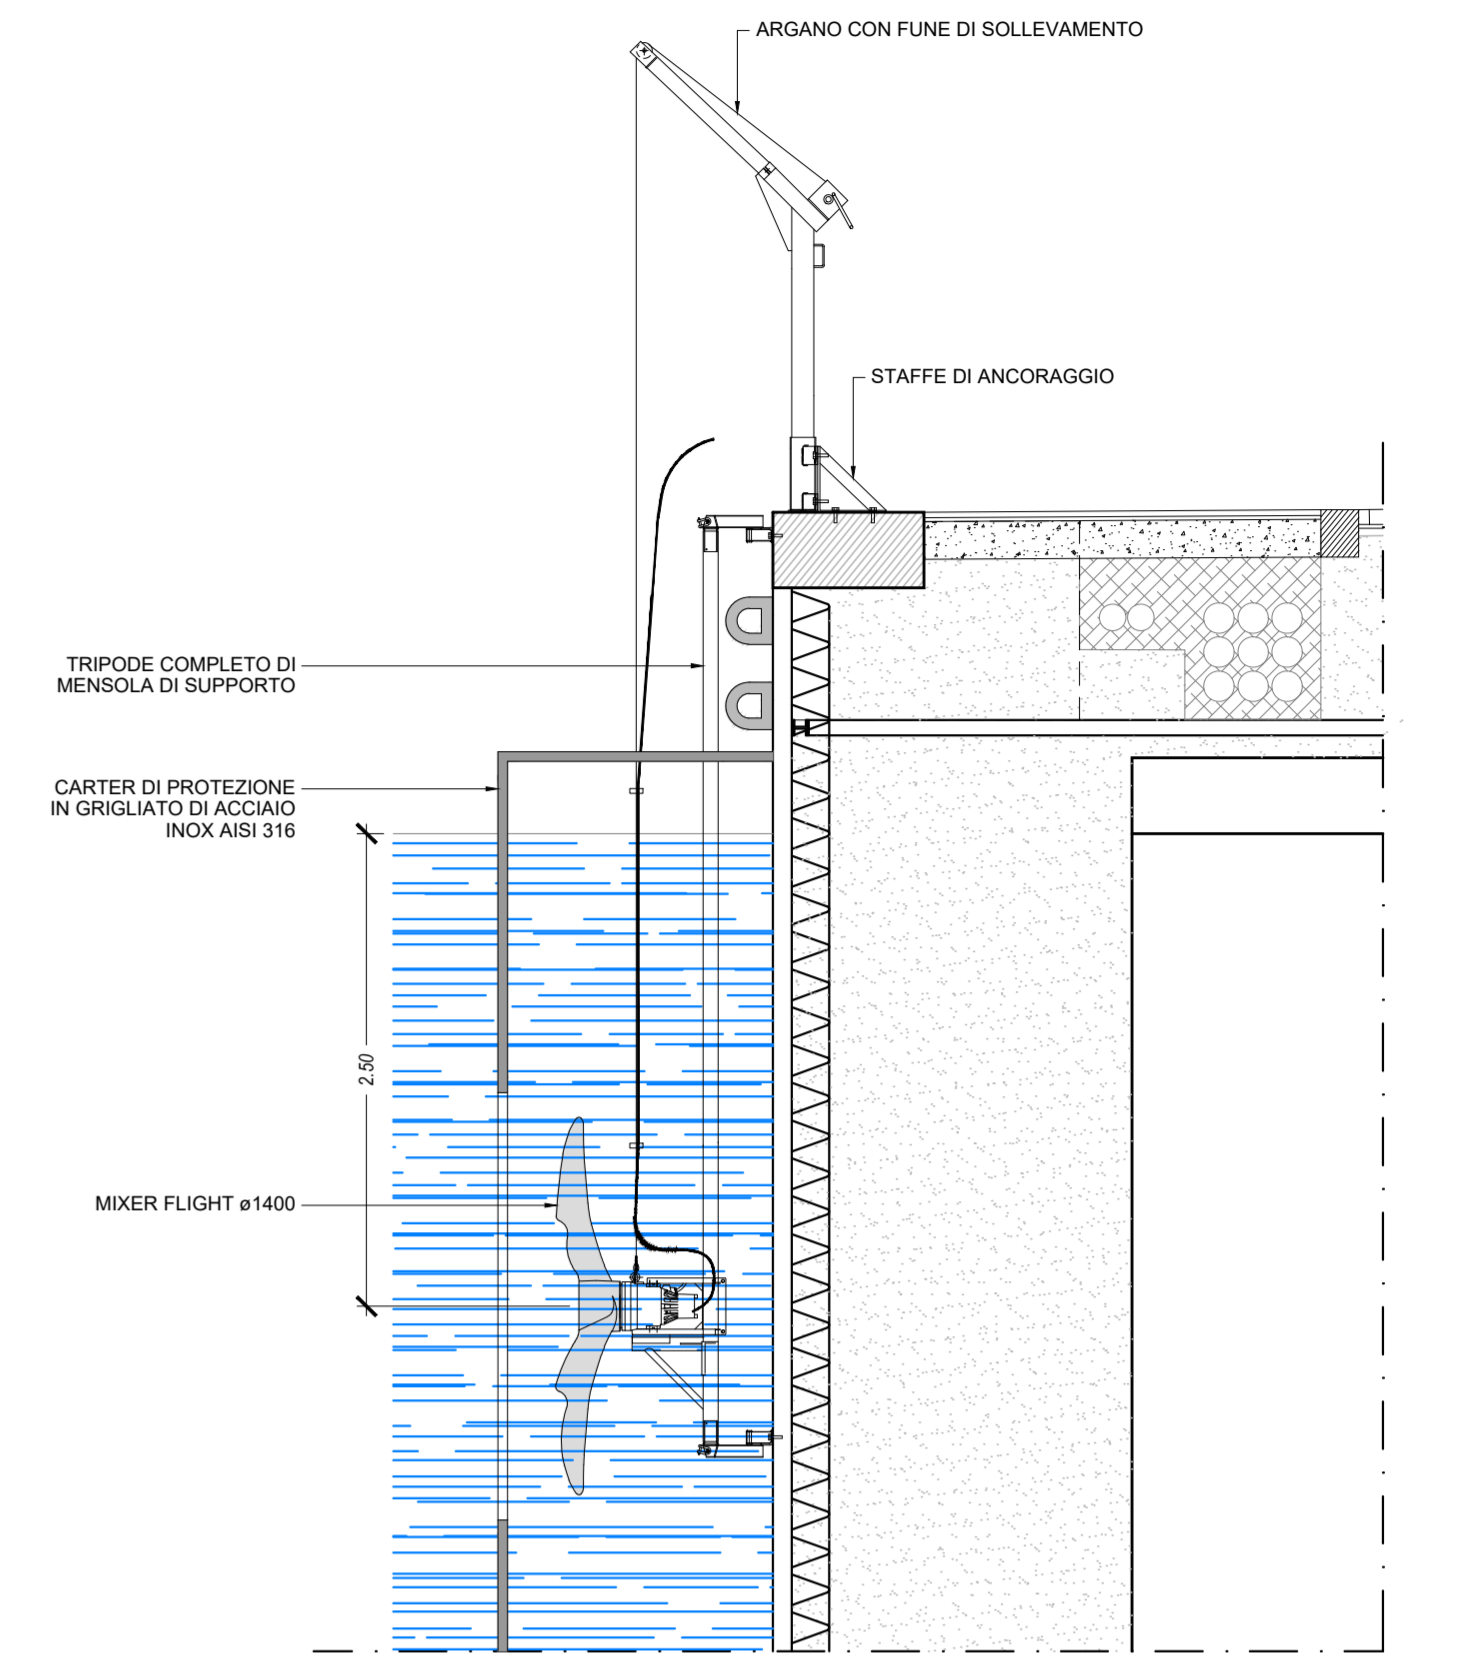 ARGANO CON FUNE DI SOLLEVAMENTO
STAFFE DI ANCORAGGIO
TRIPODE COMPLETO DI
MENSOLA DI SUPPORTO
CARTER DI PROTEZIONE
IN GRIGLIATO DI ACCIAIO
INOX AISI 316
2.50
MIXER FLIGHT ø1400